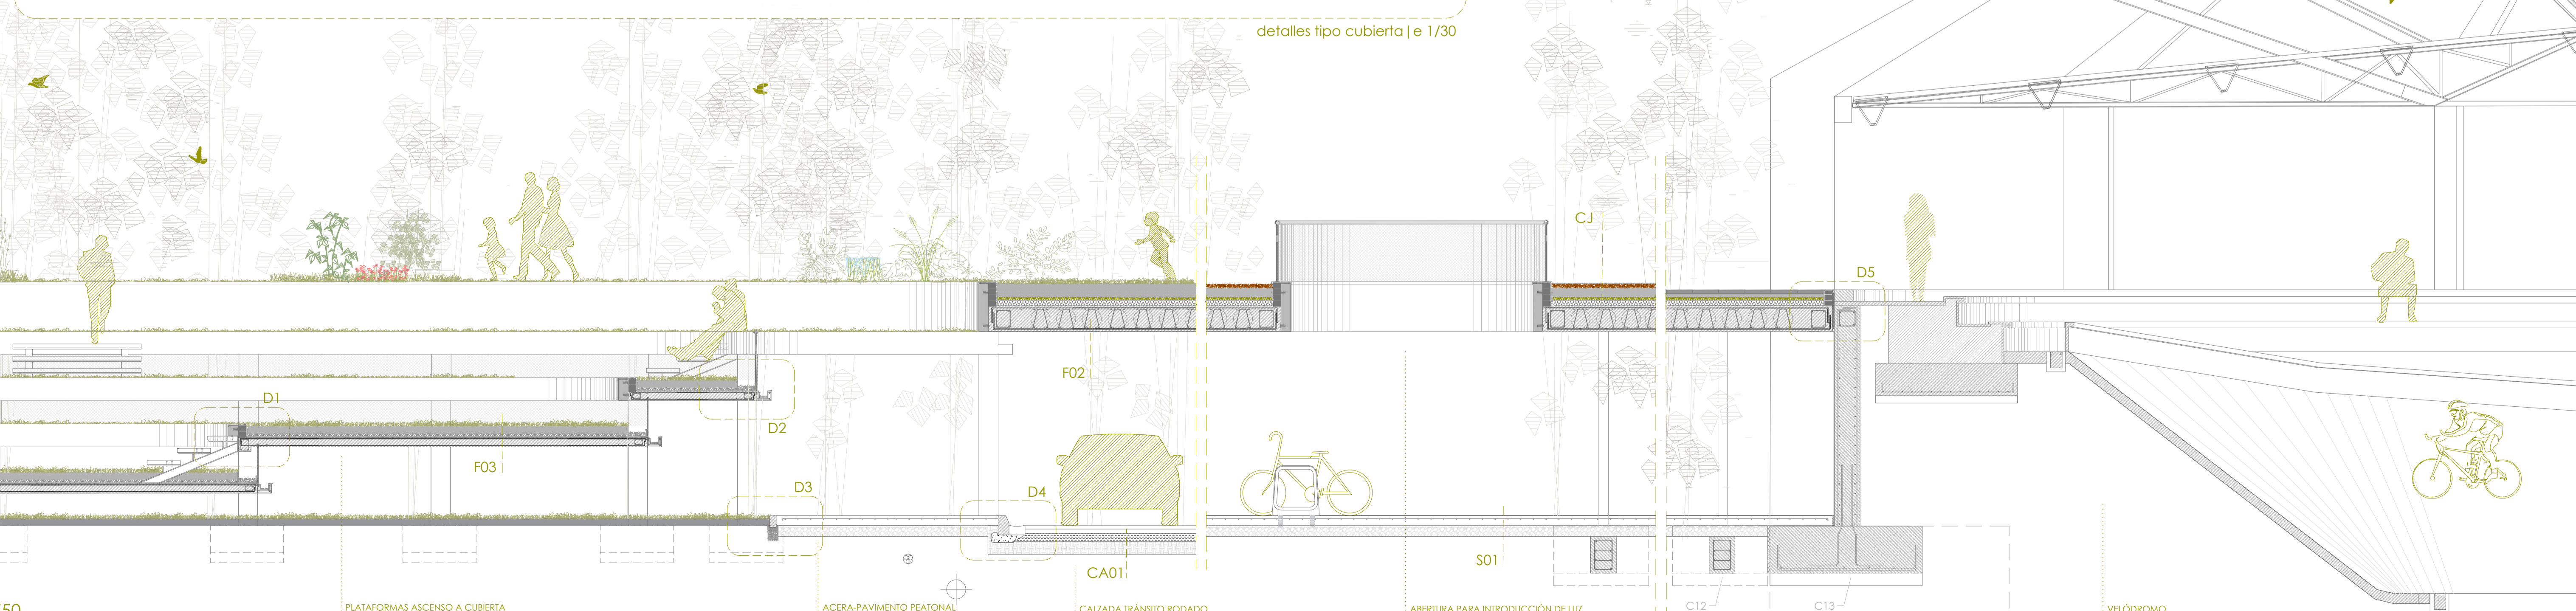 detalles tipo cubierta|e 1/30
CJ
D5
F02
D1
D2
F03
D3
D4
S01
CA01
C12
C13
PLATAFORMAS ASCENSO A CUBIERTA
ACERA-PAVIMENTO PEATONAL
CALZADA TRÁNSITO RODADO
ABERTURA PARA INTRODUCCIÓN DE LUZ
VELÓDROMO